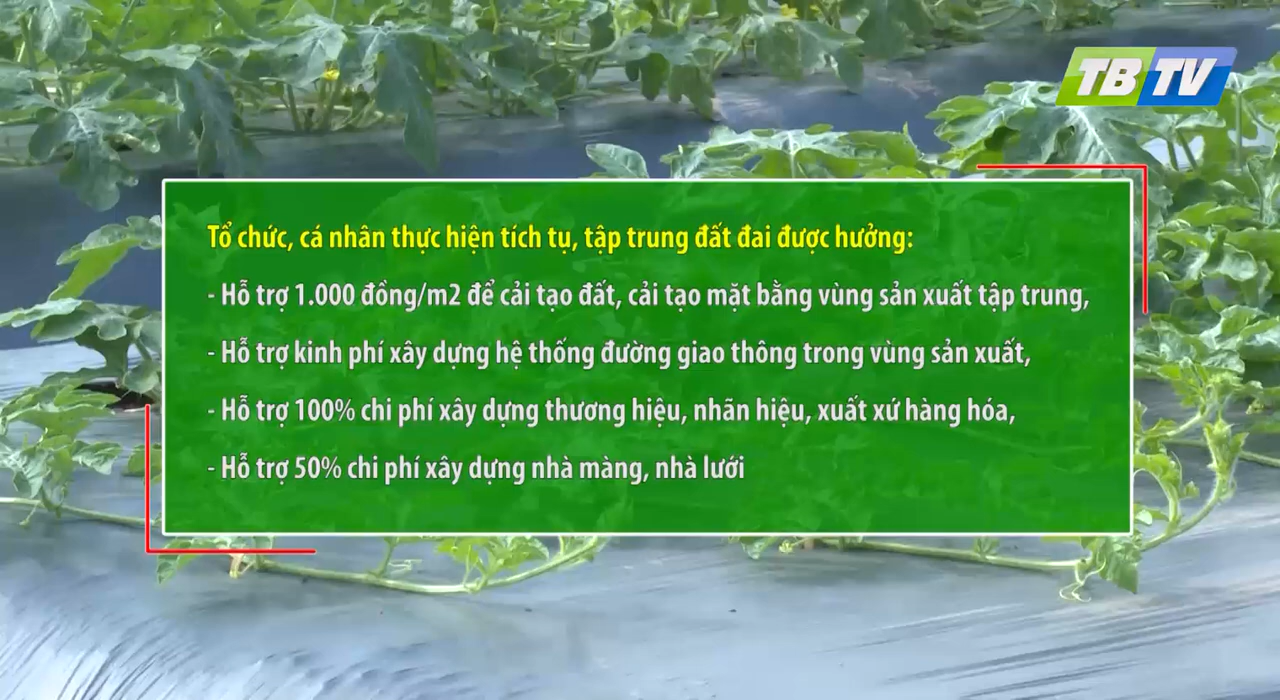 TBTV
Tổ chức, cá nhân thực hiện tích tụ, tập trung đất đai được hưởng:
- Hỗ trợ 1.000 đồng/m2 để cải tạo đất, cải tạo mặt bằng vùng sản xuất tập trung,
- Hỗ trợ kinh phí xây dựng hệ thống đường giao thông trong vùng sản xuất,
- Hỗ trợ 100% chi phí xây dựng thương hiệu, nhãn hiệu, xuất xứ hàng hóa,
- Hỗ trợ 50% chi phí xây dựng nhà màng, nhà lưới